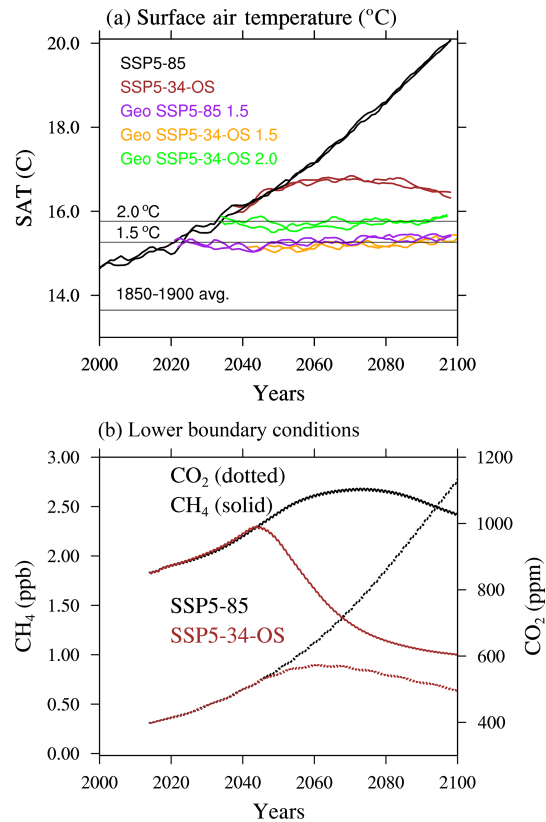 (a) Surface air temperature (°C)
20.0
18.0
16.0
14.0
SAT (C)
SSP5-85
SSP5-34-OS
Geo SSP5-85 1.5
Geo SSP5-34-OS 1.5
Geo SSP5-34-OS 2.0
2.0 °C
1.5 °C
1850-1900 avg.
2000 2020 2040 2060 2080 2100
Years
(b) Lower boundary conditions
3.00
2.50
2.00
1.50
1.00
0.50
0.00
CH₄ (ppb)
CO₂ (dotted)
CH₄ (solid)
SSP5-85
SSP5-34-OS
1200
1000
800
600
400
CO₂ (ppm)
2000 2020 2040 2060 2080 2100
Years